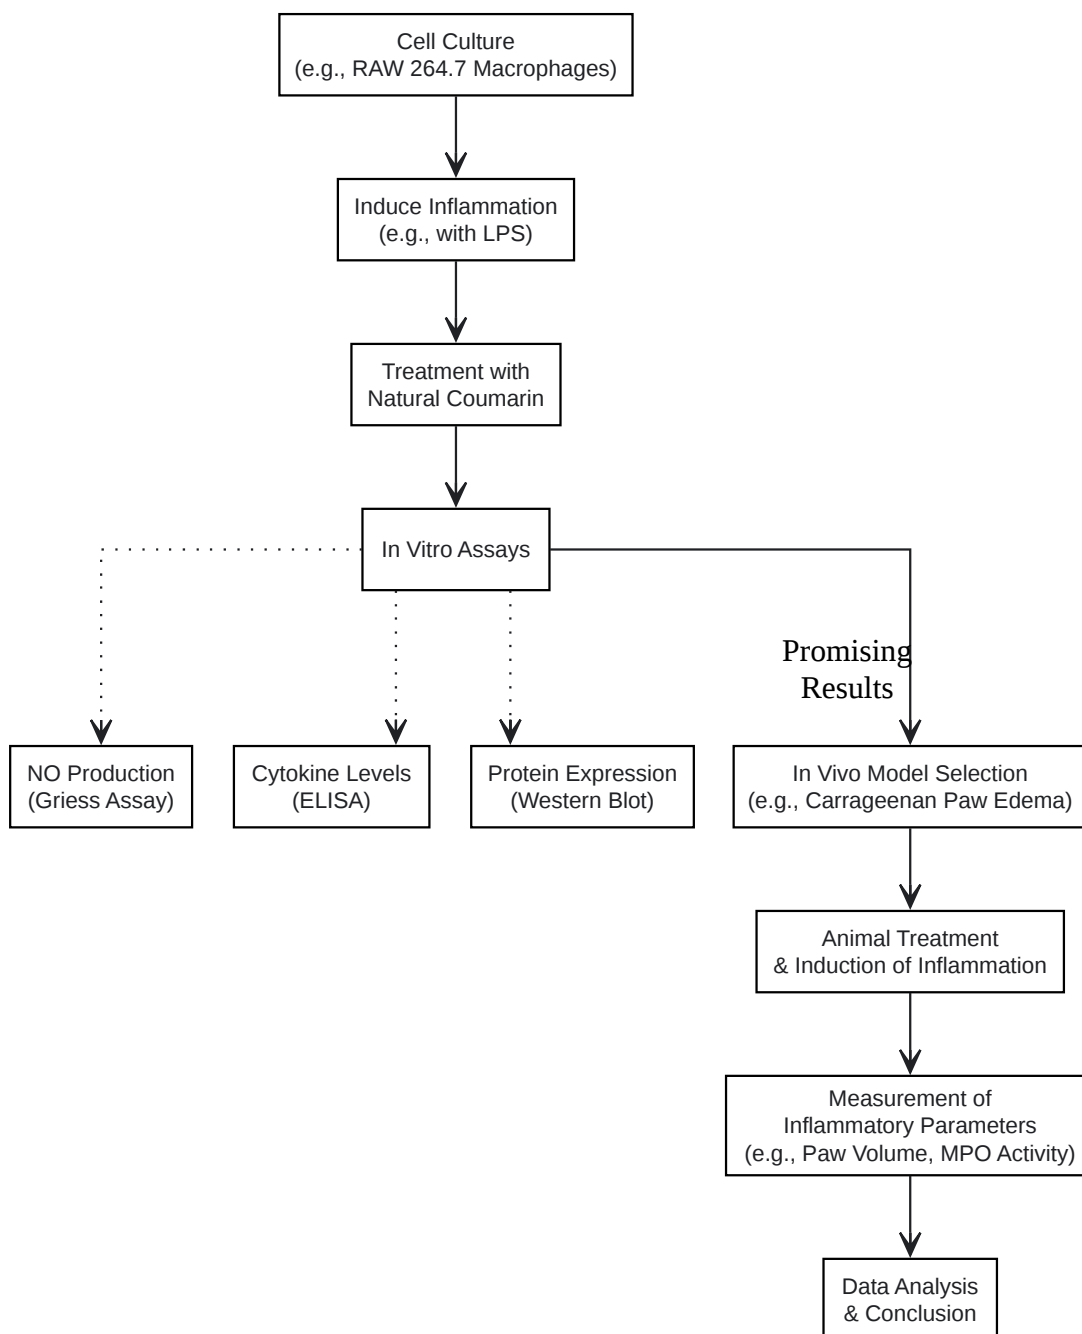 Cell Culture
(e.g., RAW 264.7 Macrophages)
Induce Inflammation
(e.g., with LPS)
Treatment with
Natural Coumarin
In Vitro Assays
Promising
Results
NO Production
(Griess Assay)
Cytokine Levels
(ELISA)
Protein Expression
(Western Blot)
In Vivo Model Selection
(e.g., Carrageenan Paw Edema)
Animal Treatment
& Induction of Inflammation
Measurement of
Inflammatory Parameters
(e.g., Paw Volume, MPO Activity)
Data Analysis
& Conclusion